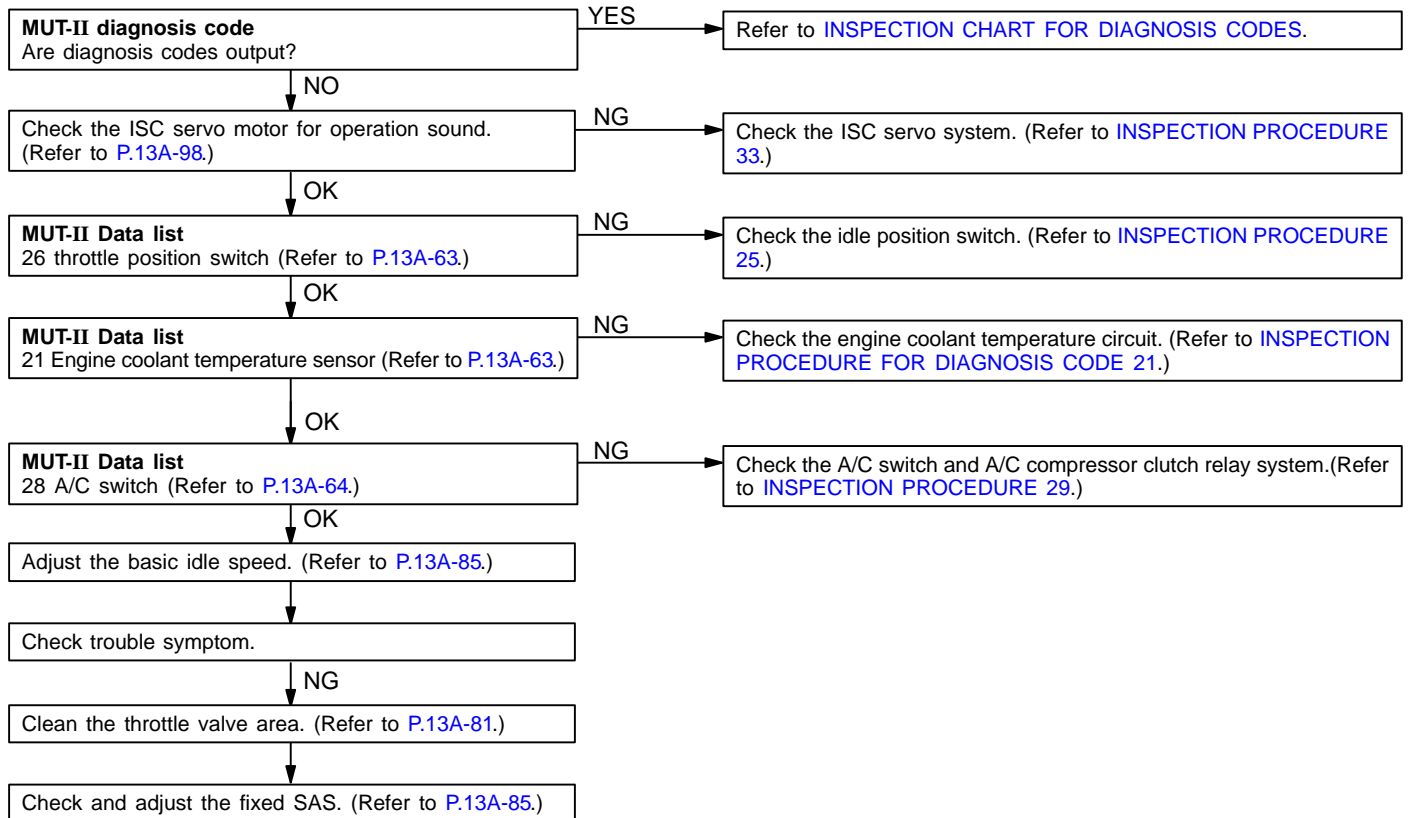 MUT-II diagnosis code
Are diagnosis codes output?
YES
Refer to INSPECTION CHART FOR DIAGNOSIS CODES.
NO
Check the ISC servo motor for operation sound.
(Refer to P.13A-98.)
NG
Check the ISC servo system. (Refer to INSPECTION PROCEDURE
33.)
OK
MUT-II Data list
26 throttle position switch (Refer to P.13A-63.)
NG
Check the idle position switch. (Refer to INSPECTION PROCEDURE
25.)
OK
MUT-II Data list
21 Engine coolant temperature sensor (Refer to P.13A-63.)
NG
Check the engine coolant temperature circuit. (Refer to INSPECTION
PROCEDURE FOR DIAGNOSIS CODE 21.)
OK
MUT-II Data list
28 A/C switch (Refer to P.13A-64.)
NG
Check the A/C switch and A/C compressor clutch relay system.(Refer
to INSPECTION PROCEDURE 29.)
OK
Adjust the basic idle speed. (Refer to P.13A-85.)
Check trouble symptom.
NG
Clean the throttle valve area. (Refer to P.13A-81.)
Check and adjust the fixed SAS. (Refer to P.13A-85.)